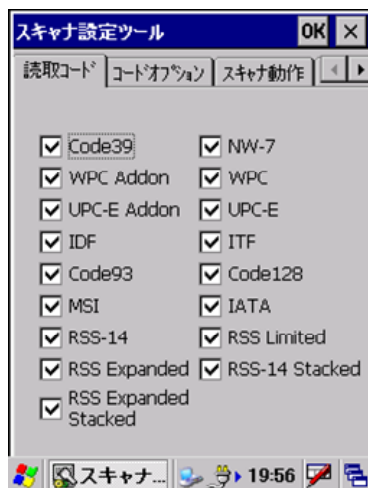 スキャナ設定ツール OK ×
読取コード コードオプション スキャナ動作
Code39 NW-7
WPC Addon WPC
UPC-E Addon UPC-E
IDF ITF
Code93 Code128
MSI IATA
RSS-14 RSS Limited
RSS Expanded RSS-14 Stacked
RSS Expanded
Stacked
スキャナ... 19:56